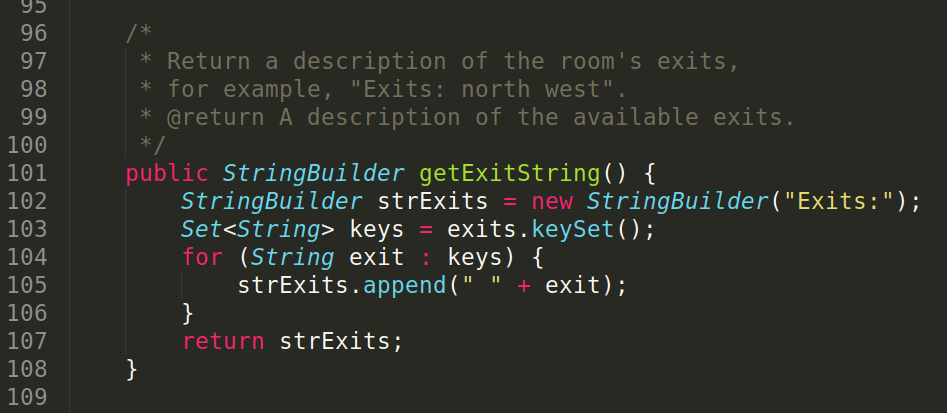 95
96 /*
97 * Return a description of the room's exits,
98 * for example, "Exits: north west".
99 * @return A description of the available exits.
100 */
101 public StringBuilder getExitString() {
102 StringBuilder strExits = new StringBuilder("Exits:");
103 Set<String> keys = exits.keySet();
104 for (String exit : keys) {
105 strExits.append(" " + exit);
106 }
107 return strExits;
108 }
109